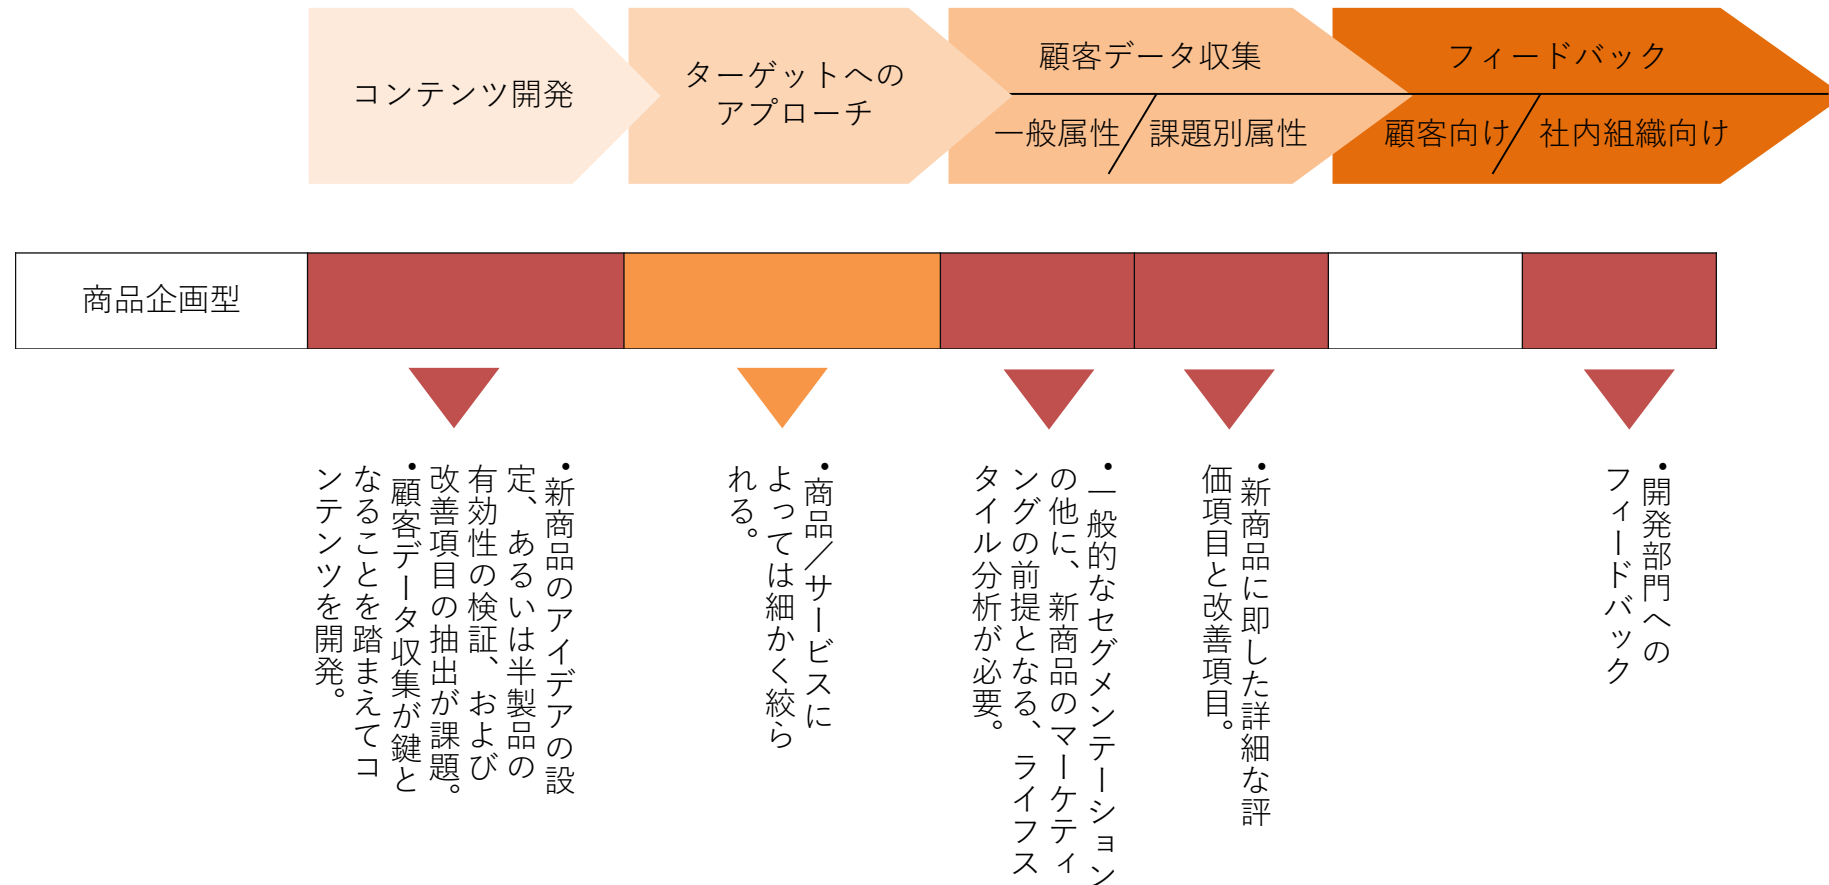 コンテンツ開発
ターゲットへの
アプローチ
顧客データ収集
一般属性
課題別属性
フィードバック
顧客向け
社内組織向け
商品企画型
•新商品のアイデアの設
定、あるいは半製品の
有効性の検証、および
改善項目の抽出が課題。
•顧客データ収集が鍵と
なることを踏まえてコ
ンテンツを開発。
•商品／サービスに
よっては細かく絞ら
れる。
•一般的なセグメンテーション
の他に、新商品のマーケティ
ングの前提となる、ライフス
タイル分析が必要。
•新商品に即した詳細な評
価項目と改善項目。
•開発部門への
フィードバック